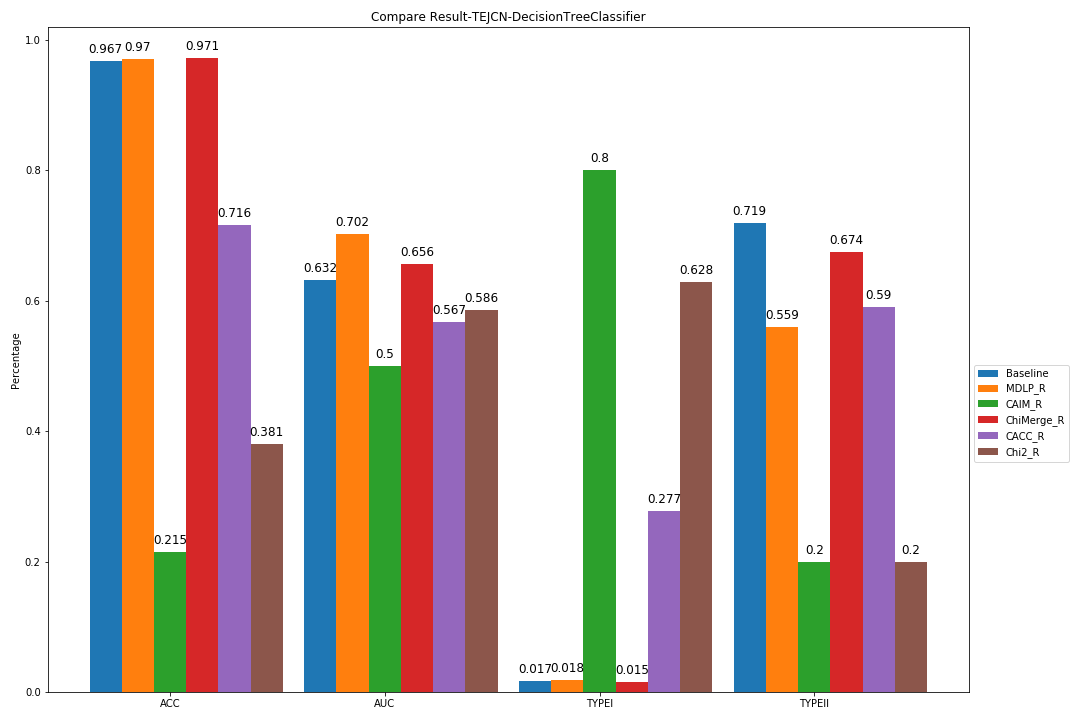 Compare Result-TEJCN-DecisionTreeClassifier
Percentage
1.0
0.8
0.6
0.4
0.2
0.0
0.967
0.97
0.215
0.971
0.716
0.381
0.632
0.702
0.5
0.656
0.567
0.586
0.017
0.018
0.8
0.015
0.277
0.628
0.719
0.559
0.2
0.674
0.59
0.2
ACC
AUC
TYPEI
TYPEII
Baseline
MDLP_R
CAIM_R
ChiMerge_R
CACC_R
Chi2_R